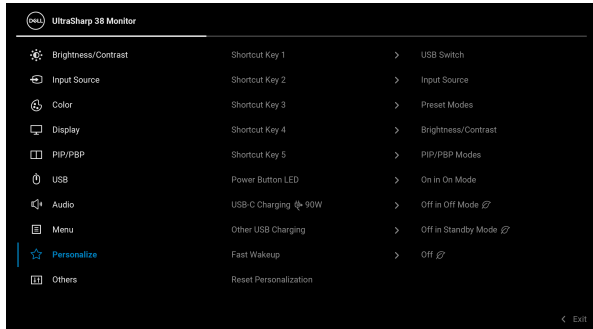 DELL UltraSharp 38 Monitor
Brightness/Contrast Shortcut Key 1 > USB Switch
Input Source Shortcut Key 2 > Input Source
Color Shortcut Key 3 > Preset Modes
Display Shortcut Key 4 > Brightness/Contrast
PIP/PBP Shortcut Key 5 > PIP/PBP Modes
USB Power Button LED > On in On Mode
Audio USB-C Charging 90W > Off in Off Mode
Menu Other USB Charging > Off in Standby Mode
Personalize Fast Wakeup > Off
Others Reset Personalization
< Exit